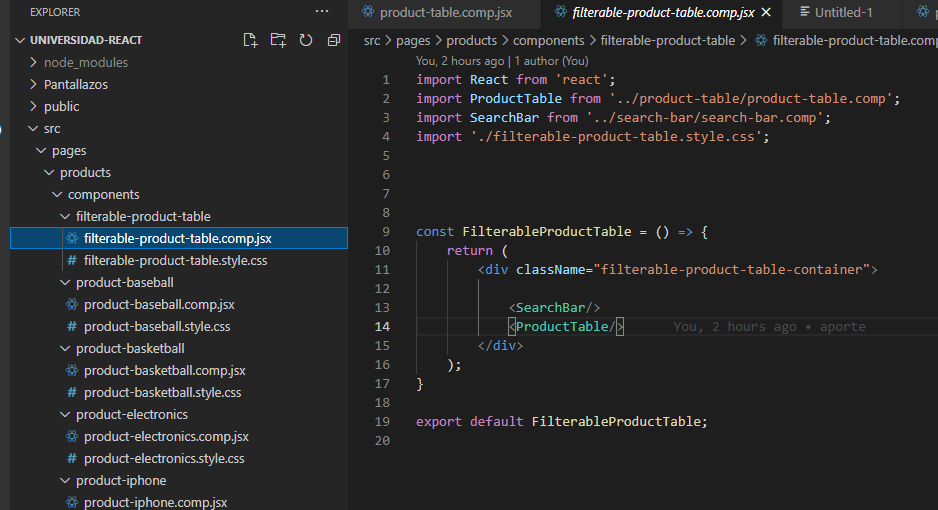 EXPLORER ...
UNIVERSIDAD-REACT
node_modules
Pantallazos
public
src
pages
products
components
filterable-product-table
filterable-product-table.comp.jsx
# filterable-product-table.style.css
product-baseball
product-baseball.comp.jsx
# product-baseball.style.css
product-basketball
product-basketball.comp.jsx
# product-basketball.style.css
product-electronics
product-electronics.comp.jsx
# product-electronics.style.css
product-iphone
product-iphone.comp.jsx
product-table.comp.jsx filterable-product-table.comp.jsx Untitled-1
src > pages > products > components > filterable-product-table > filterable-product-table.comp
You, 2 hours ago | 1 author (You)
1 import React from 'react';
2 import ProductTable from '../product-table/product-table.comp';
3 import SearchBar from '../search-bar/search-bar.comp';
4 import './filterable-product-table.style.css';
5
6
7
8
9 const FilterableProductTable = () => {
10 return (
11 <div className="filterable-product-table-container">
12
13 <SearchBar/>
14 <ProductTable/> You, 2 hours ago • aporte
15 </div>
16 );
17 }
18
19 export default FilterableProductTable;
20